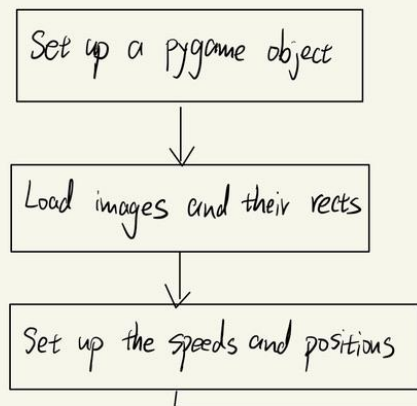 Set up a pygame object
Load images and their rects
Set up the speeds and positions